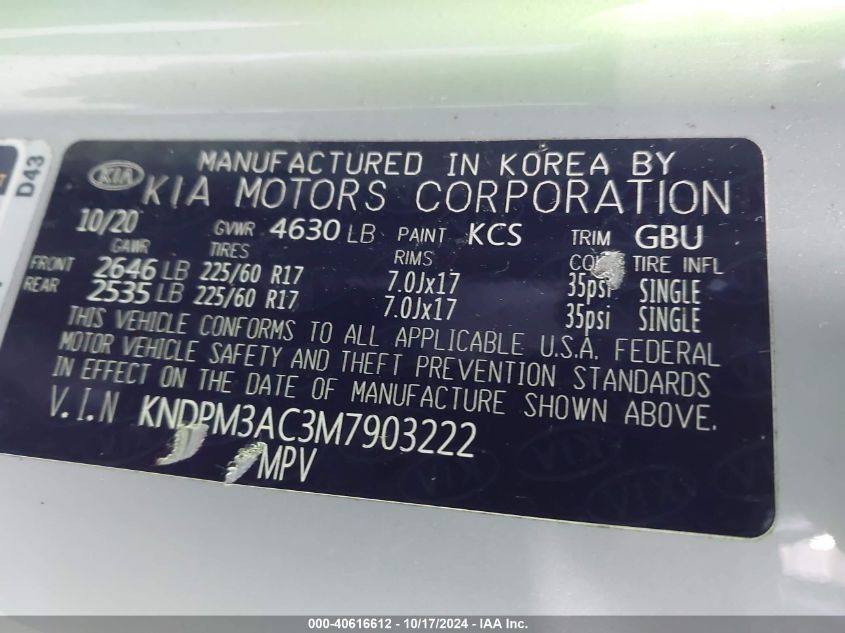 D43
KIA
MANUFACTURED IN KOREA BY
KIA MOTORS CORPORATION
10/20 GVWR 4630 LB PAINT KCS TRIM GBU
GAWR TIRES RIMS TIRE INFL
FRONT 2646 LB 225/60 R17 7.0Jx17 35psi SINGLE
REAR 2535 LB 225/60 R17 7.0Jx17 35psi SINGLE
THIS VEHICLE CONFORMS TO ALL APPLICABLE U.S.A. FEDERAL
MOTOR VEHICLE SAFETY AND THEFT PREVENTION STANDARDS
IN EFFECT ON THE DATE OF MANUFACTURE SHOWN ABOVE.
V.I.N KNDPM3AC3M7903222
MPV
000-40616612 - 10/17/2024 - IAAI Inc.